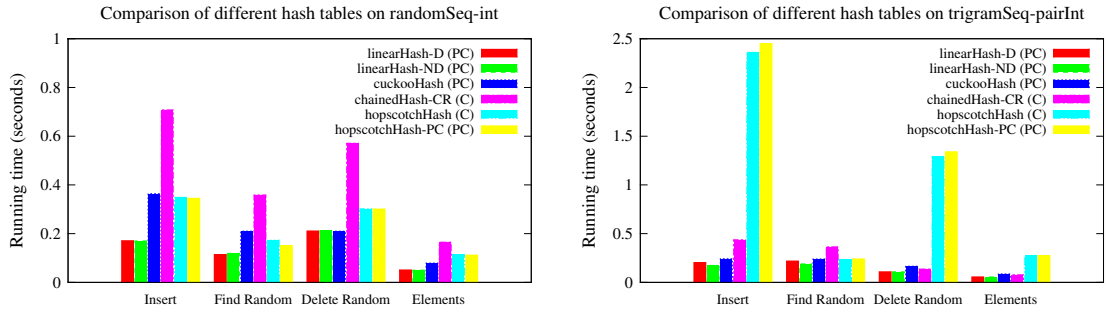 Comparison of different hash tables on randomSeq-int
1
0.8
0.6
0.4
0.2
0
Running time (seconds)
linearHash-D (PC)
linearHash-ND (PC)
cuckooHash (PC)
chainedHash-CR (C)
hopscotchHash (C)
hopscotchHash-PC (PC)
Insert Find Random Delete Random Elements
Comparison of different hash tables on trigramSeq-pairInt
2.5
2
1.5
1
0.5
0
Running time (seconds)
linearHash-D (PC)
linearHash-ND (PC)
cuckooHash (PC)
chainedHash-CR (C)
hopscotchHash (C)
hopscotchHash-PC (PC)
Insert Find Random Delete Random Elements